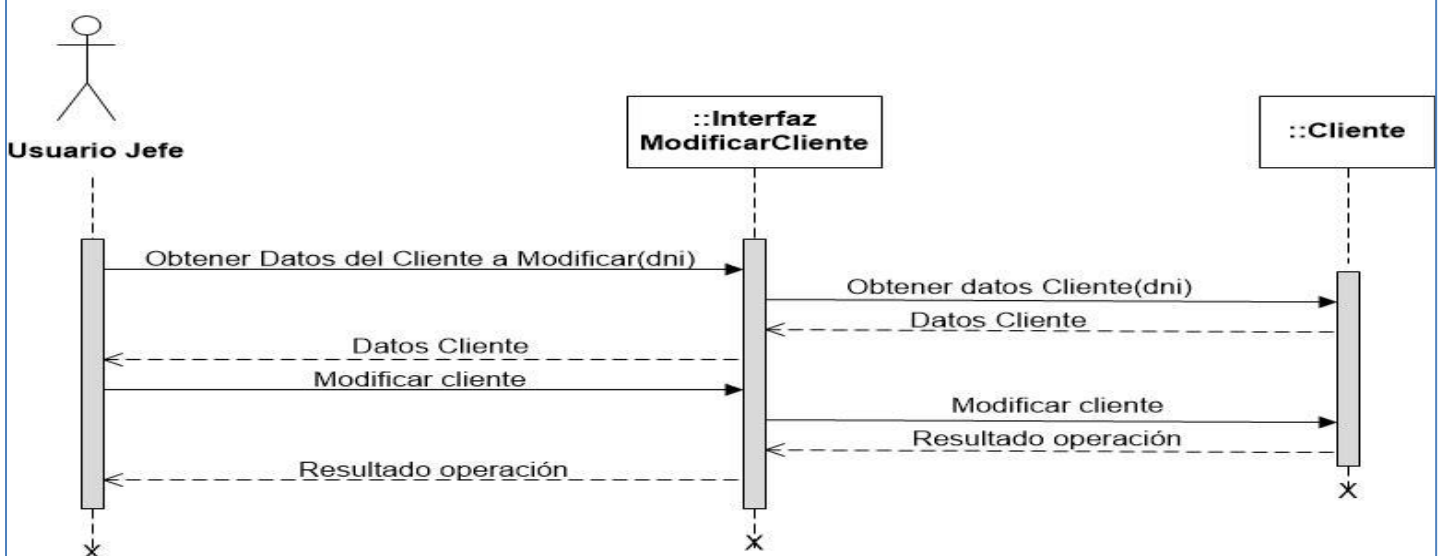 Usuario Jefe
::Interfaz
ModificarCliente
::Cliente
Obtener Datos del Cliente a Modificar(dni)
Obtener datos Cliente(dni)
Datos Cliente
Datos Cliente
Modificar cliente
Modificar cliente
Resultado operación
Resultado operación